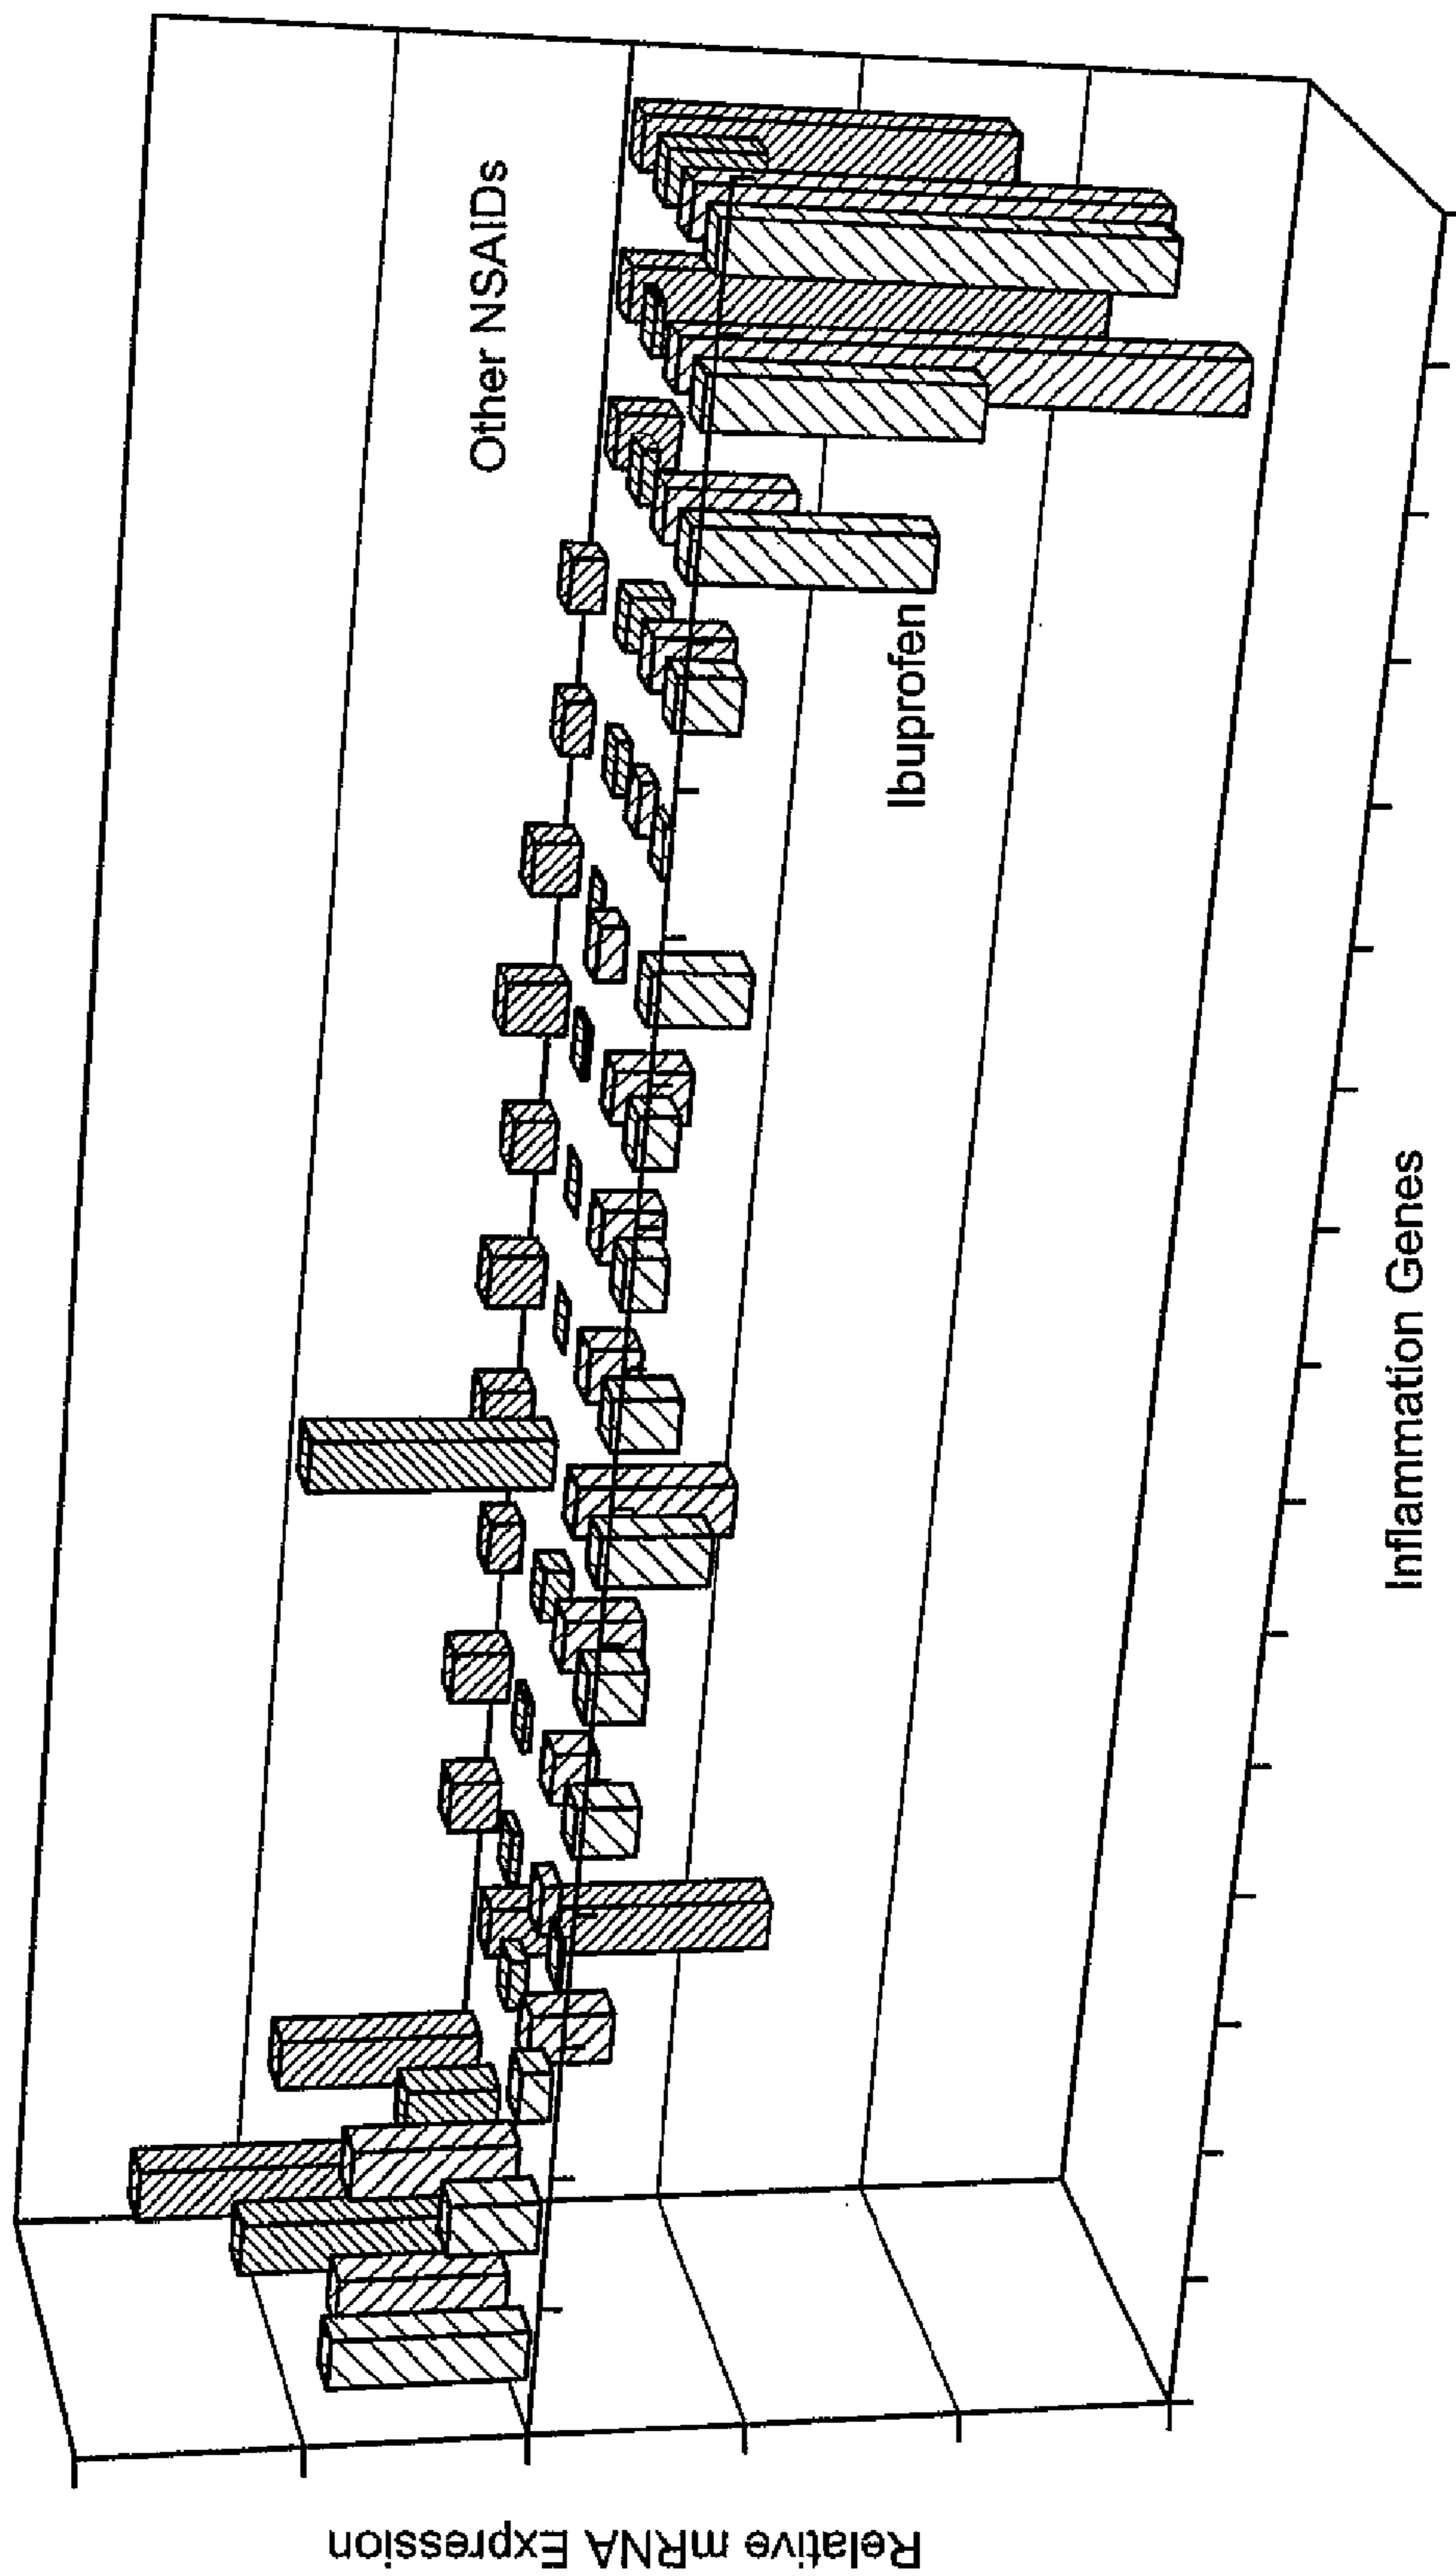 Other NSAIDs
Ibuprofen
Relative mRNA Expression
Inflammation Genes